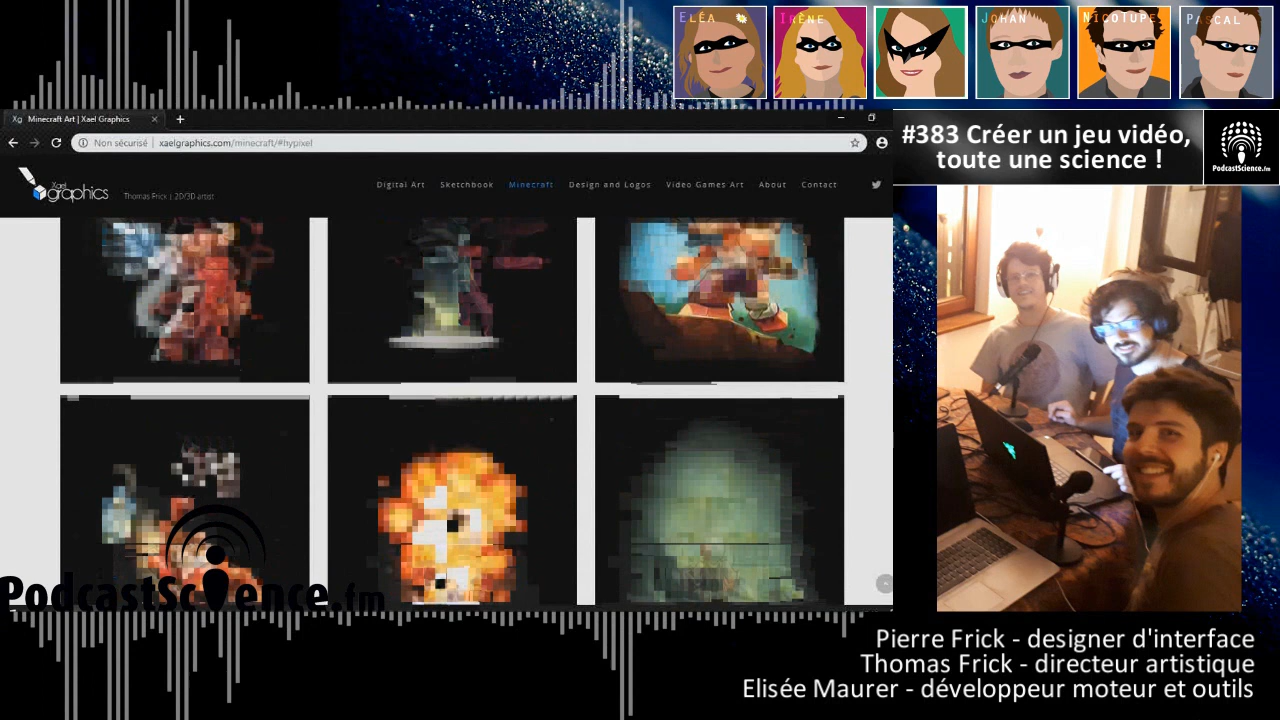 ELÉA
IRÈNE
JOHAN
NICOTUPE
PASCAL
Xg Minecraft Art | Xael Graphics
Non sécurisé | xaelgraphics.com/minecraft/#hypixel
#383 Créer un jeu vidéo,
toute une science !
PodcastScience.fm
Xael
graphics
Thomas Frick | 2D/3D artist
Digital Art Sketchbook Minecraft Design and Logos Video Games Art About Contact
PodcastScience.fm
Pierre Frick - designer d'interface
Thomas Frick - directeur artistique
Elisée Maurer - développeur moteur et outils